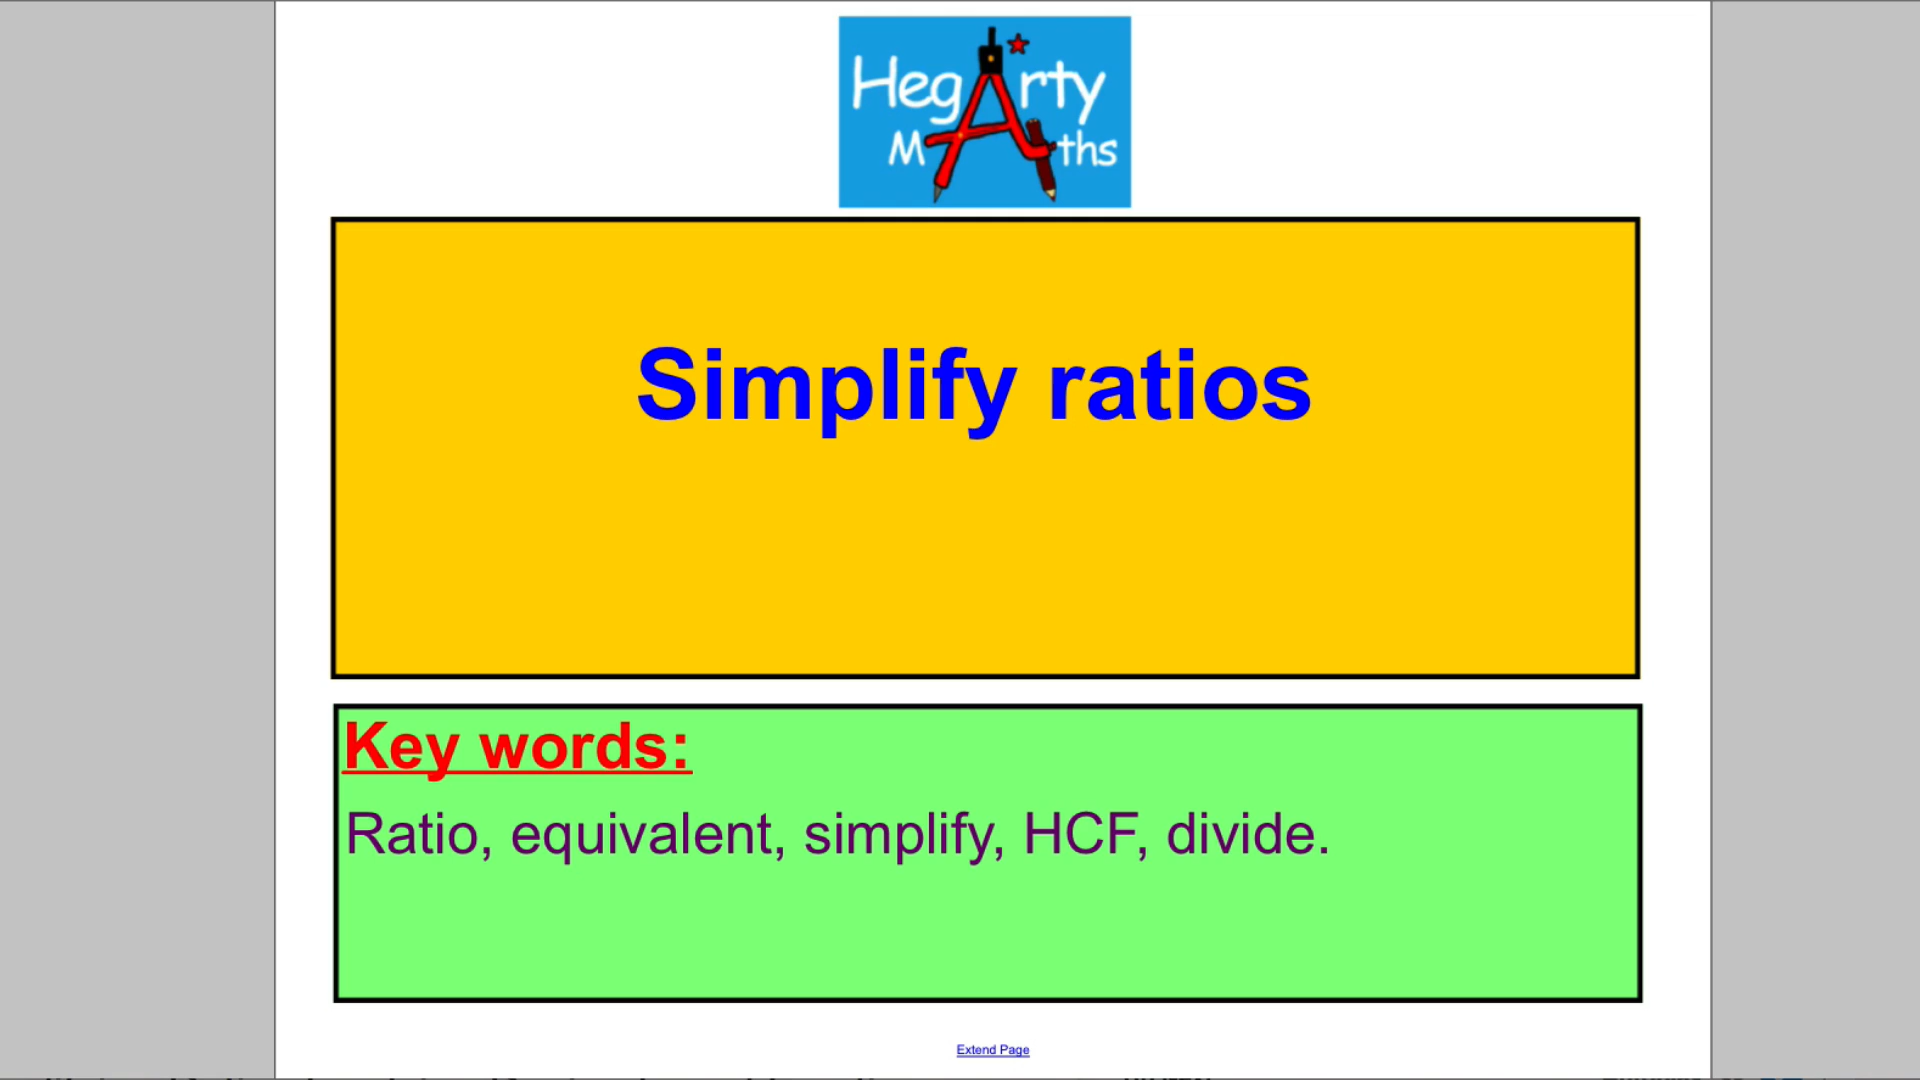 HegArty
MAths
Simplify ratios
Key words:
Ratio, equivalent, simplify, HCF, divide.
Extend Page